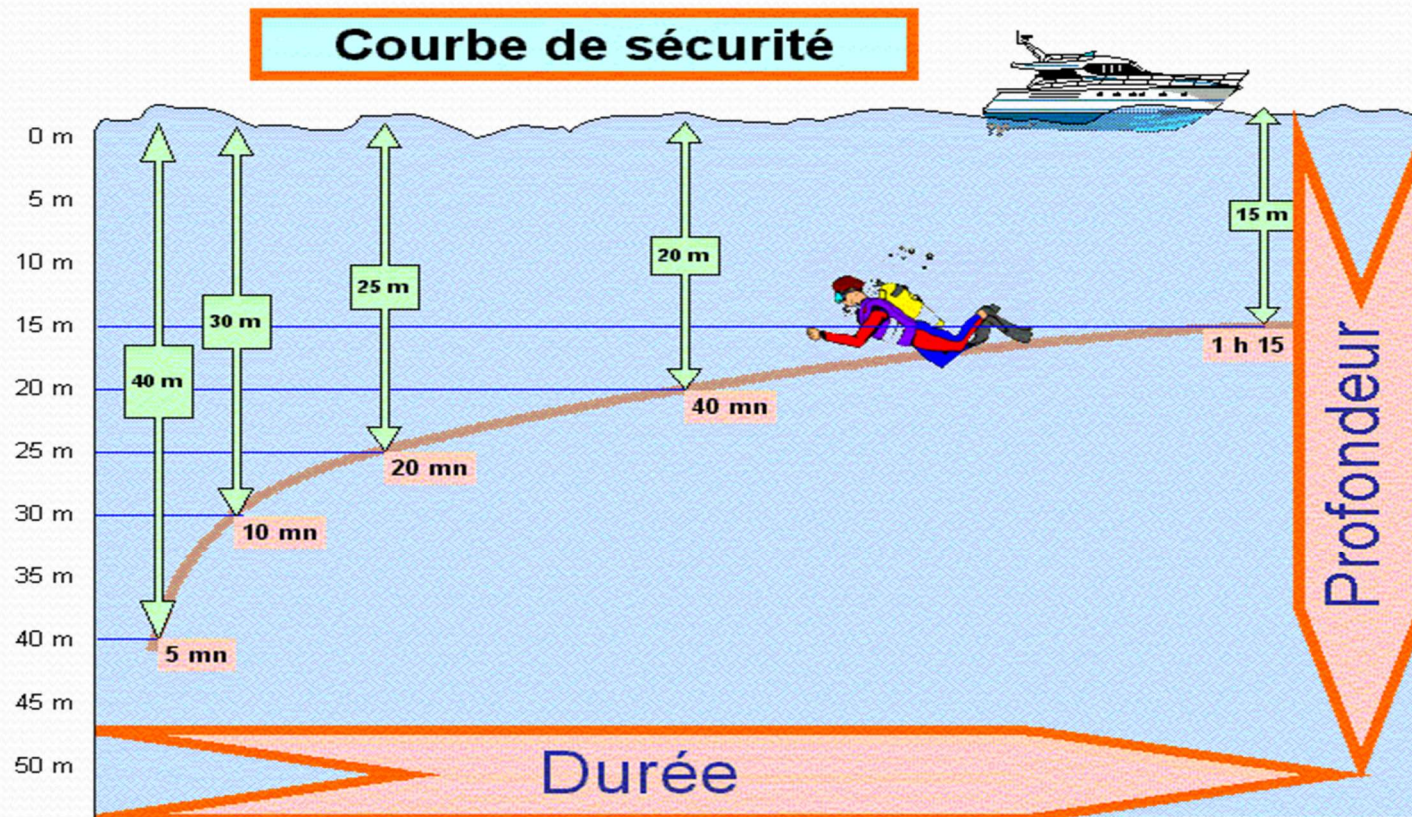 Courbe de sécurité
0 m
5 m
10 m
15 m
20 m
25 m
30 m
35 m
40 m
45 m
50 m
40 m
30 m
25 m
20 m
15 m
5 mn
10 mn
20 mn
40 mn
1 h 15
Profondeur
Durée